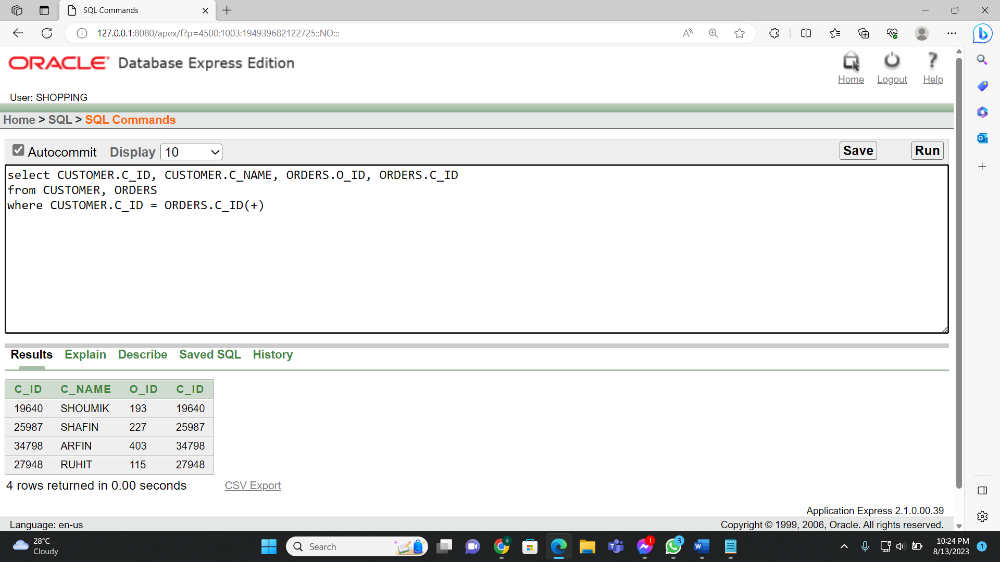 SQL Commands
127.0.0.1:8080/apex/f?p=4500:1003:194939682122725::NO:::
ORACLE Database Express Edition
Home Logout Help
User: SHOPPING
Home > SQL > SQL Commands
Autocommit Display 10 Save Run
select CUSTOMER.C_ID, CUSTOMER.C_NAME, ORDERS.O_ID, ORDERS.C_ID
from CUSTOMER, ORDERS
where CUSTOMER.C_ID = ORDERS.C_ID(+)
Results Explain Describe Saved SQL History
C_ID C_NAME O_ID C_ID
19640 SHOUMIK 193 19640
25987 SHAFIN 227 25987
34798 ARFIN 403 34798
27948 RUHIT 115 27948
4 rows returned in 0.00 seconds CSV Export
Application Express 2.1.0.00.39
Language: en-us Copyright © 1999, 2006, Oracle. All rights reserved.
28°C
Cloudy
Search
1
3
10:24 PM
8/13/2023
1